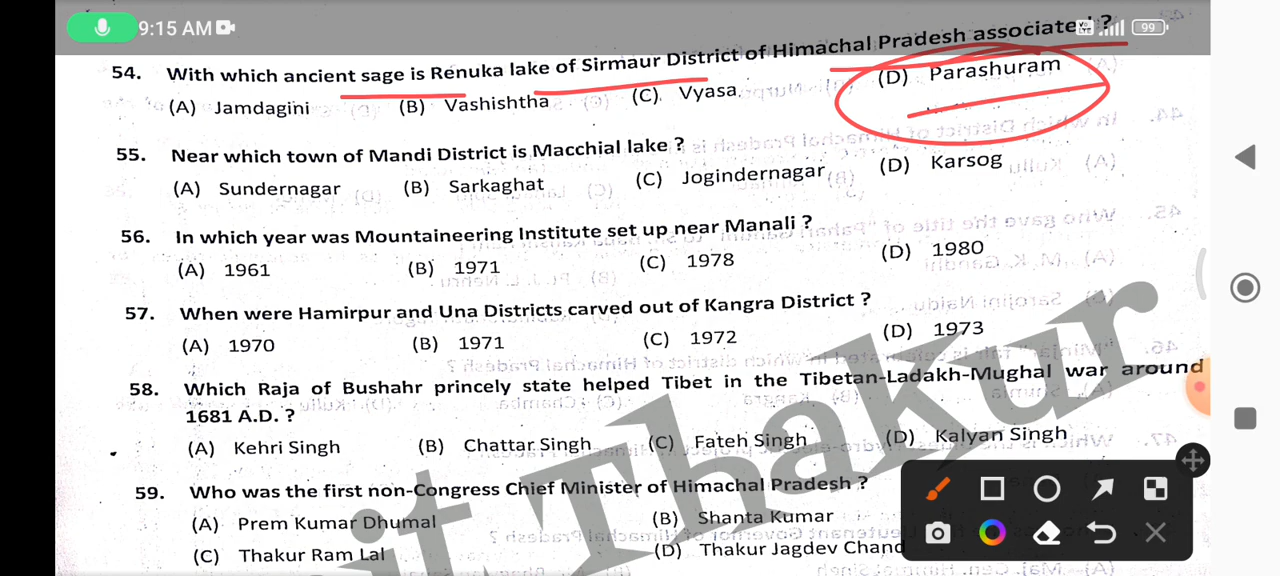 9:15 AM
99
54. With which ancient sage is Renuka lake of Sirmaur District of Himachal Pradesh associated ?
(A) Jamdagini (B) Vashishtha (C) Vyasa (D) Parashuram
55. Near which town of Mandi District is Macchial lake ?
(A) Sundernagar (B) Sarkaghat (C) Jogindernagar (D) Karsog
56. In which year was Mountaineering Institute set up near Manali ?
(A) 1961 (B) 1971 (C) 1978 (D) 1980
57. When were Hamirpur and Una Districts carved out of Kangra District ?
(A) 1970 (B) 1971 (C) 1972 (D) 1973
58. Which Raja of Bushahr princely state helped Tibet in the Tibetan-Ladakh-Mughal war around
1681 A.D. ?
(A) Kehri Singh (B) Chattar Singh (C) Fateh Singh (D) Kalyan Singh
59. Who was the first non-Congress Chief Minister of Himachal Pradesh ?
(A) Prem Kumar Dhumal (B) Shanta Kumar
(C) Thakur Ram Lal (D) Thakur Jagdev Chand
it Thakur